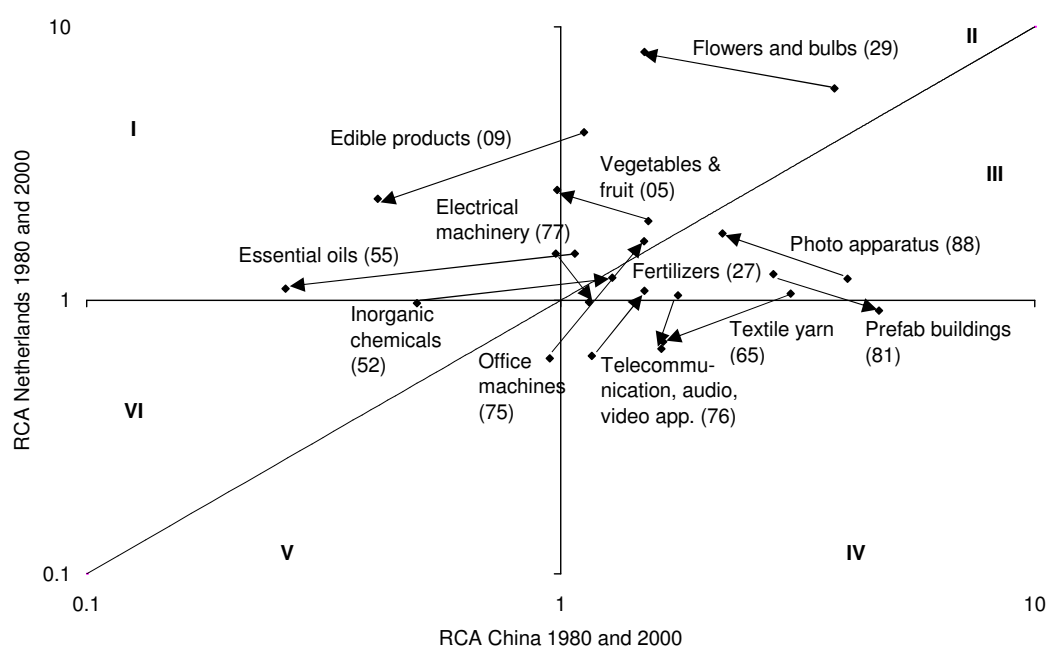 10
II
Flowers and bulbs (29)
I
Edible products (09)
Vegetables &
fruit (05)
III
Electrical
machinery (77)
Essential oils (55)
Photo apparatus (88)
Fertilizers (27)
1
Inorganic
chemicals
(52)
Office
machines
(75)
Telecommu-
nication, audio,
video app. (76)
Textile yarn
(65)
Prefab buildings
(81)
VI
V
IV
0.1
0.1
1
10
RCA China 1980 and 2000
RCA Netherlands 1980 and 2000